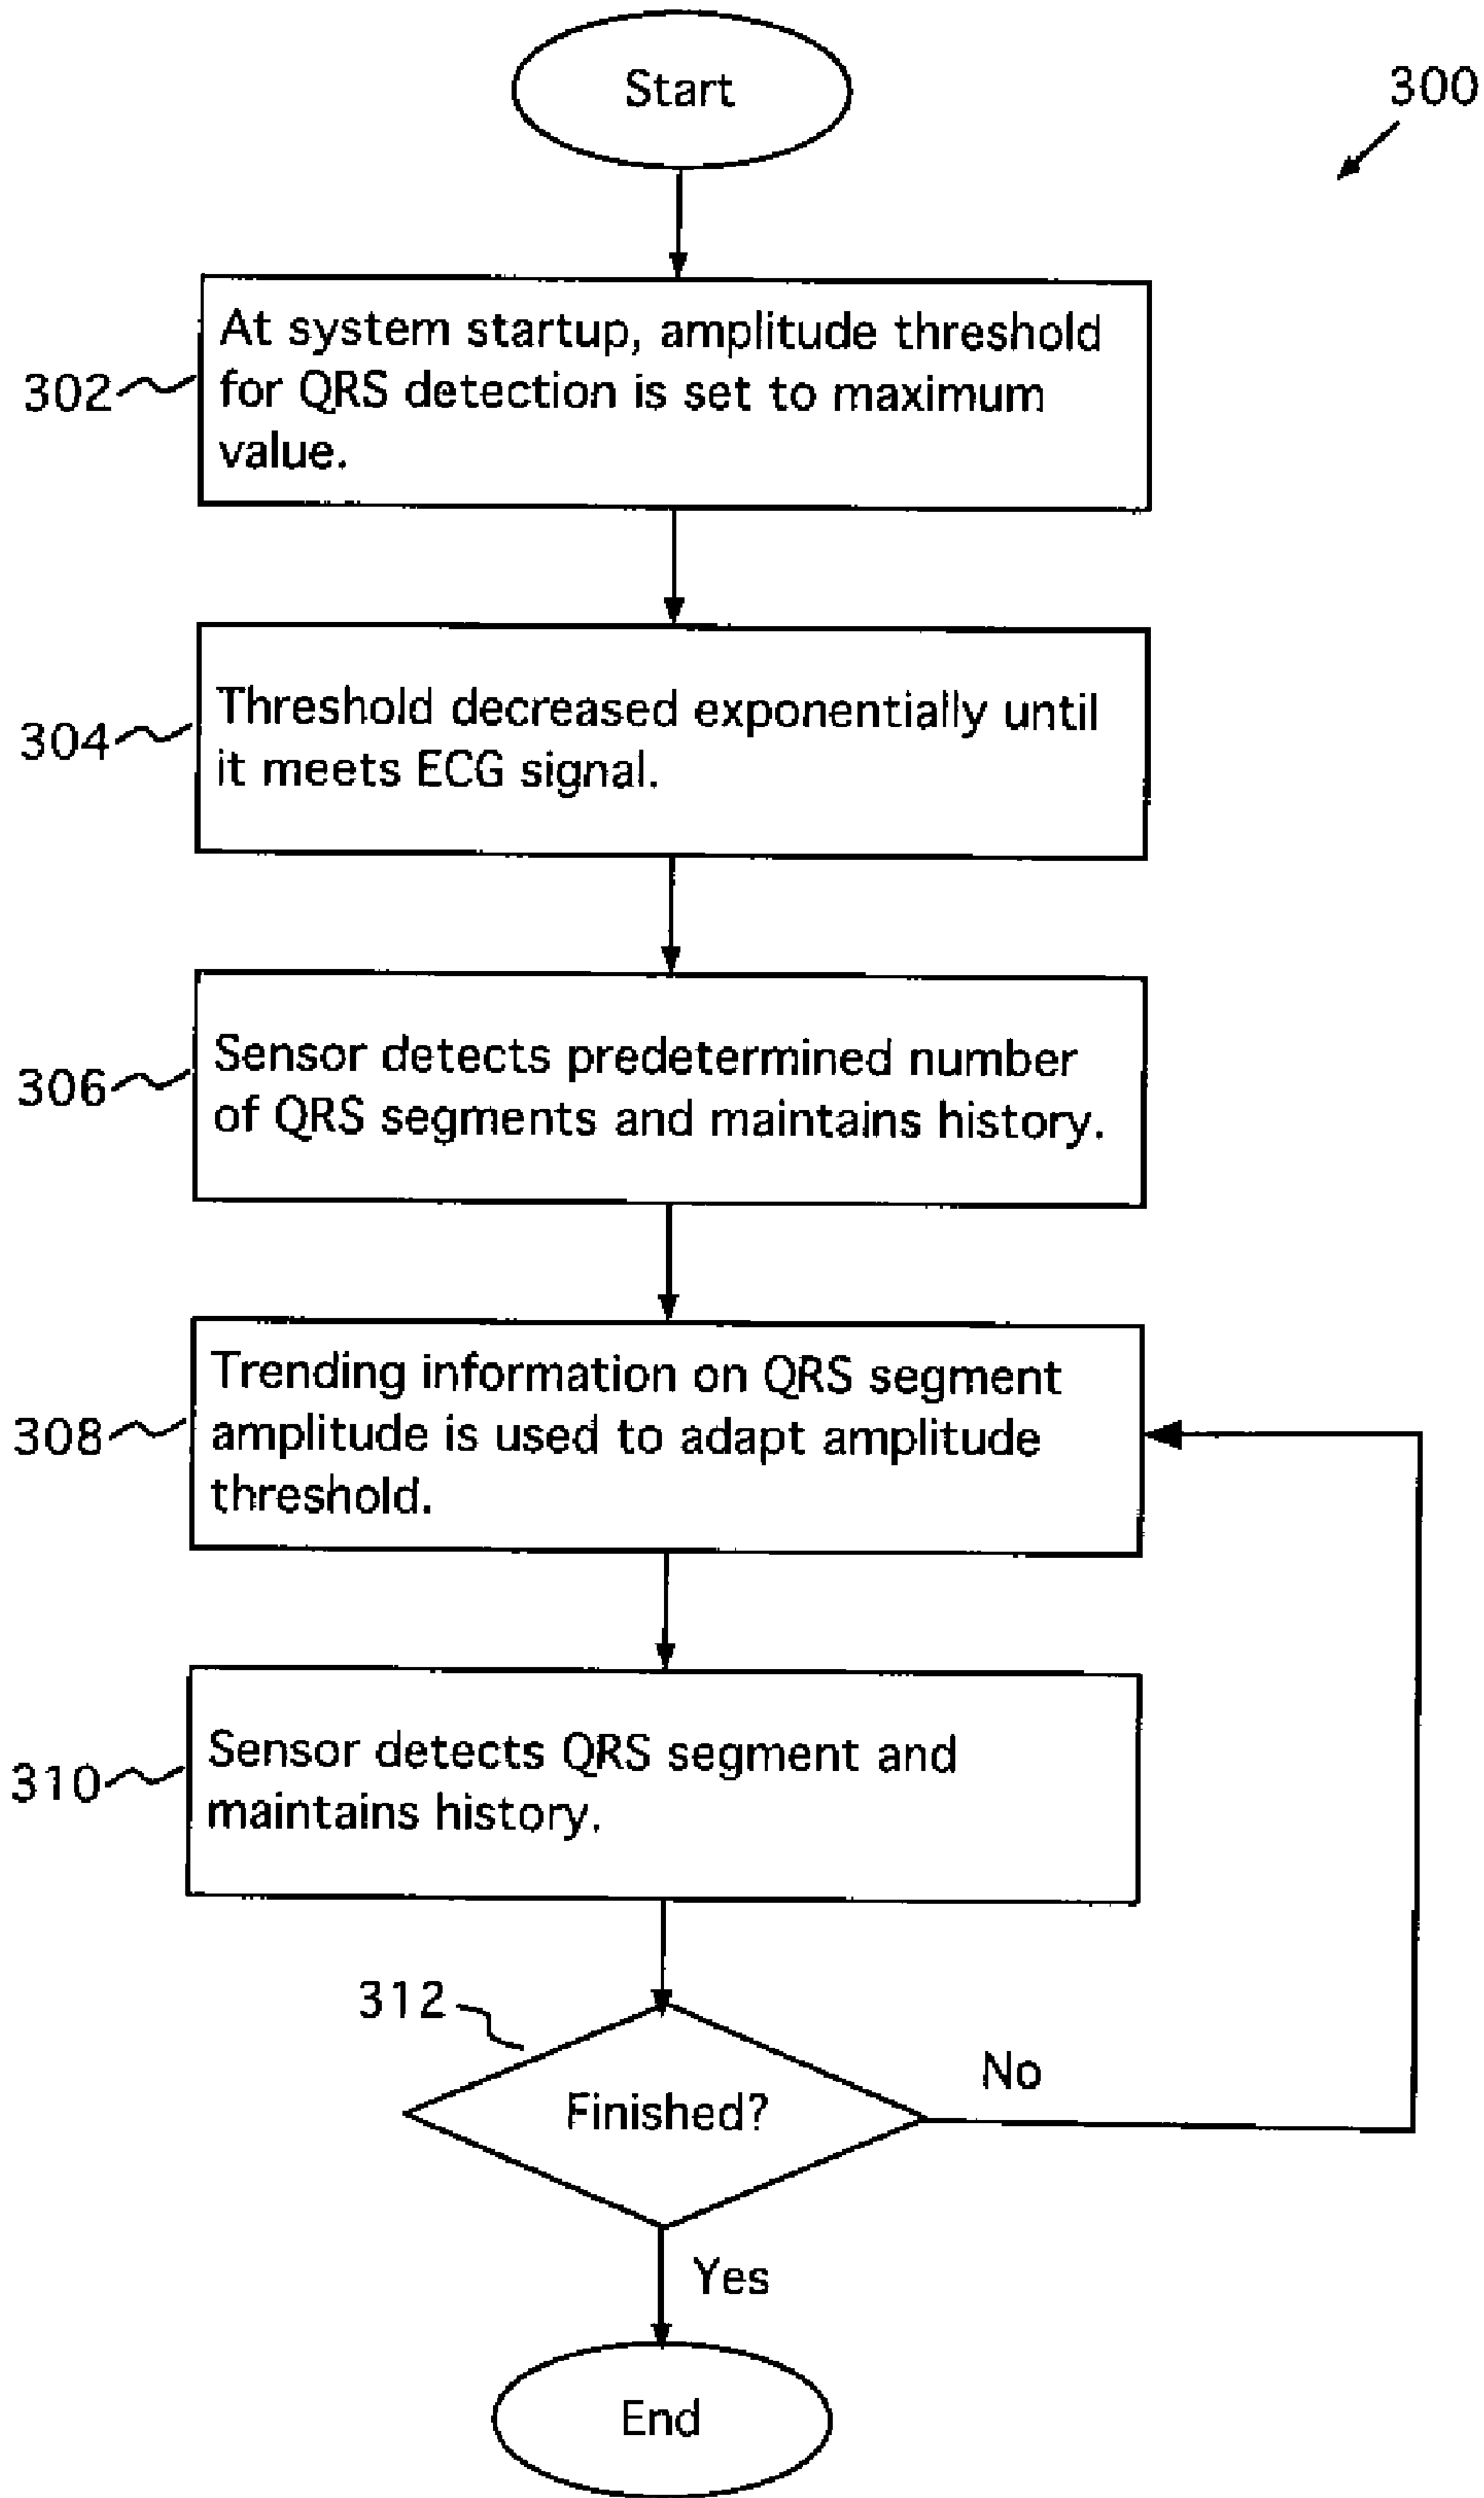 Start
300
At system startup, amplitude threshold
for QRS detection is set to maximum
value.
302
Threshold decreased exponentially until
it meets ECG signal.
304
Sensor detects predetermined number
of QRS segments and maintains history.
306
Trending information on QRS segment
amplitude is used to adapt amplitude
threshold.
308
Sensor detects QRS segment and
maintains history.
310
312
Finished?
No
Yes
End